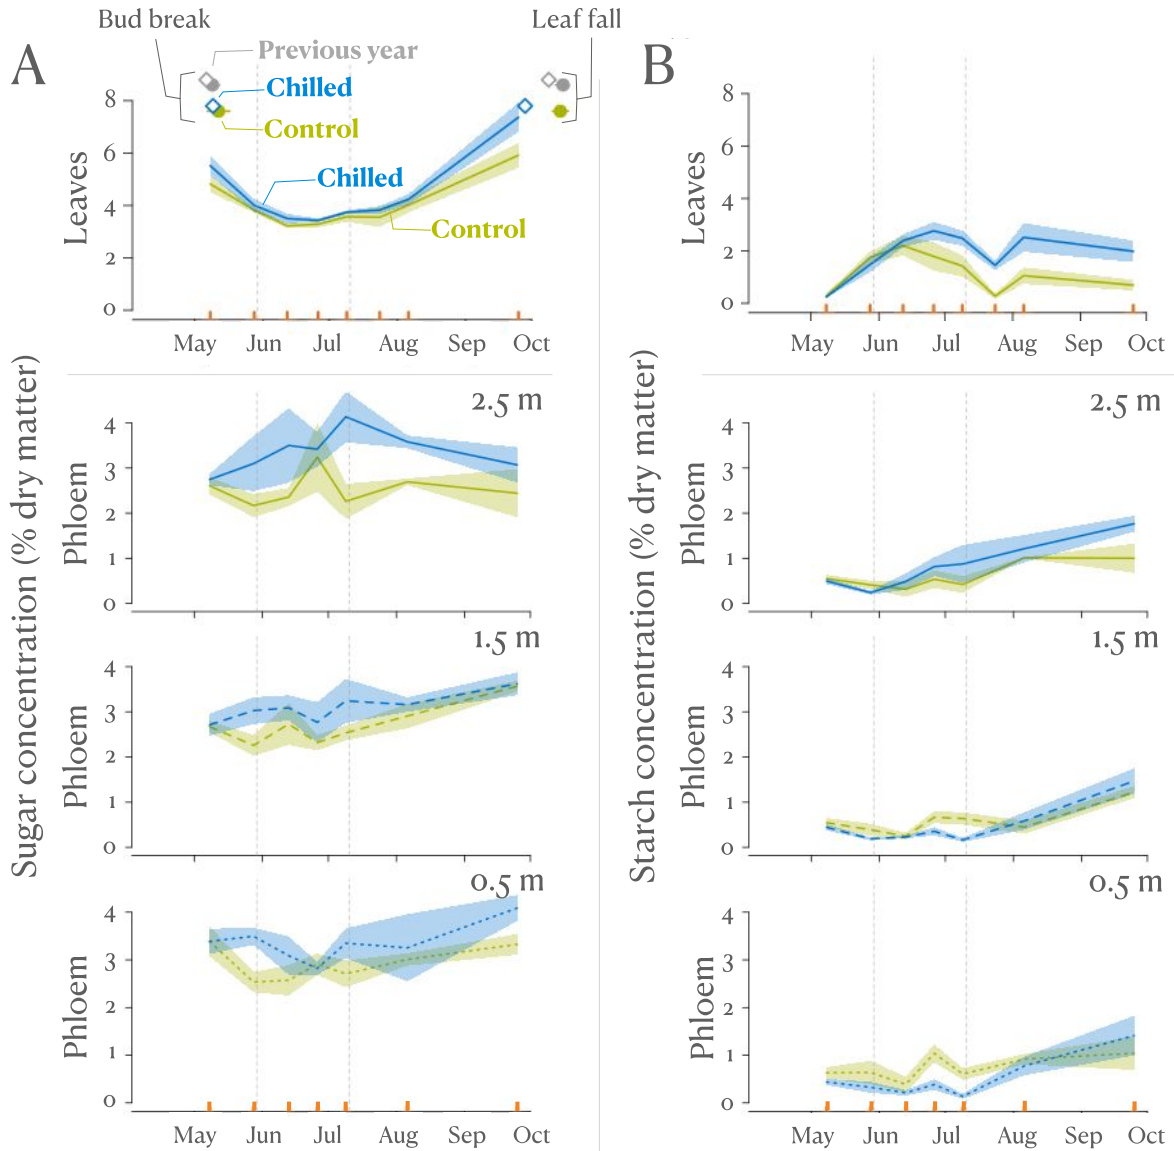 Bud break
Leaf fall
A
B
Previous year
Chilled
Control
8
6
4
2
0
Leaves
Chilled
Control
May Jun Jul Aug Sep Oct
8
6
4
2
0
Leaves
May Jun Jul Aug Sep Oct
Sugar concentration (% dry matter)
2.5 m
4
3
2
1
0
Phloem
1.5 m
4
3
2
1
0
Phloem
0.5 m
4
3
2
1
0
Phloem
May Jun Jul Aug Sep Oct
Starch concentration (% dry matter)
2.5 m
4
3
2
1
0
Phloem
1.5 m
4
3
2
1
0
Phloem
0.5 m
4
3
2
1
0
Phloem
May Jun Jul Aug Sep Oct